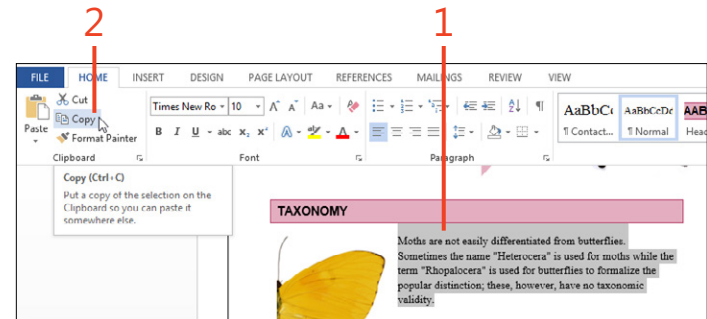 2 1
FILE HOME INSERT DESIGN PAGE LAYOUT REFERENCES MAILINGS REVIEW VIEW
Cut
Copy
Format Painter
Paste
Times New Ro 10 A A Aa
B I U abc X₂ X² A A
AaBbC AaBbCcDc AAB
¶ Contact... ¶ Normal Head
Clipboard Font Paragraph
Copy (Ctrl+C)
Put a copy of the selection on the
Clipboard so you can paste it
somewhere else.
TAXONOMY
Moths are not easily differentiated from butterflies.
Sometimes the name "Heterocera" is used for moths while the
term "Rhopalocera" is used for butterflies to formalize the
popular distinction; these, however, have no taxonomic
validity.